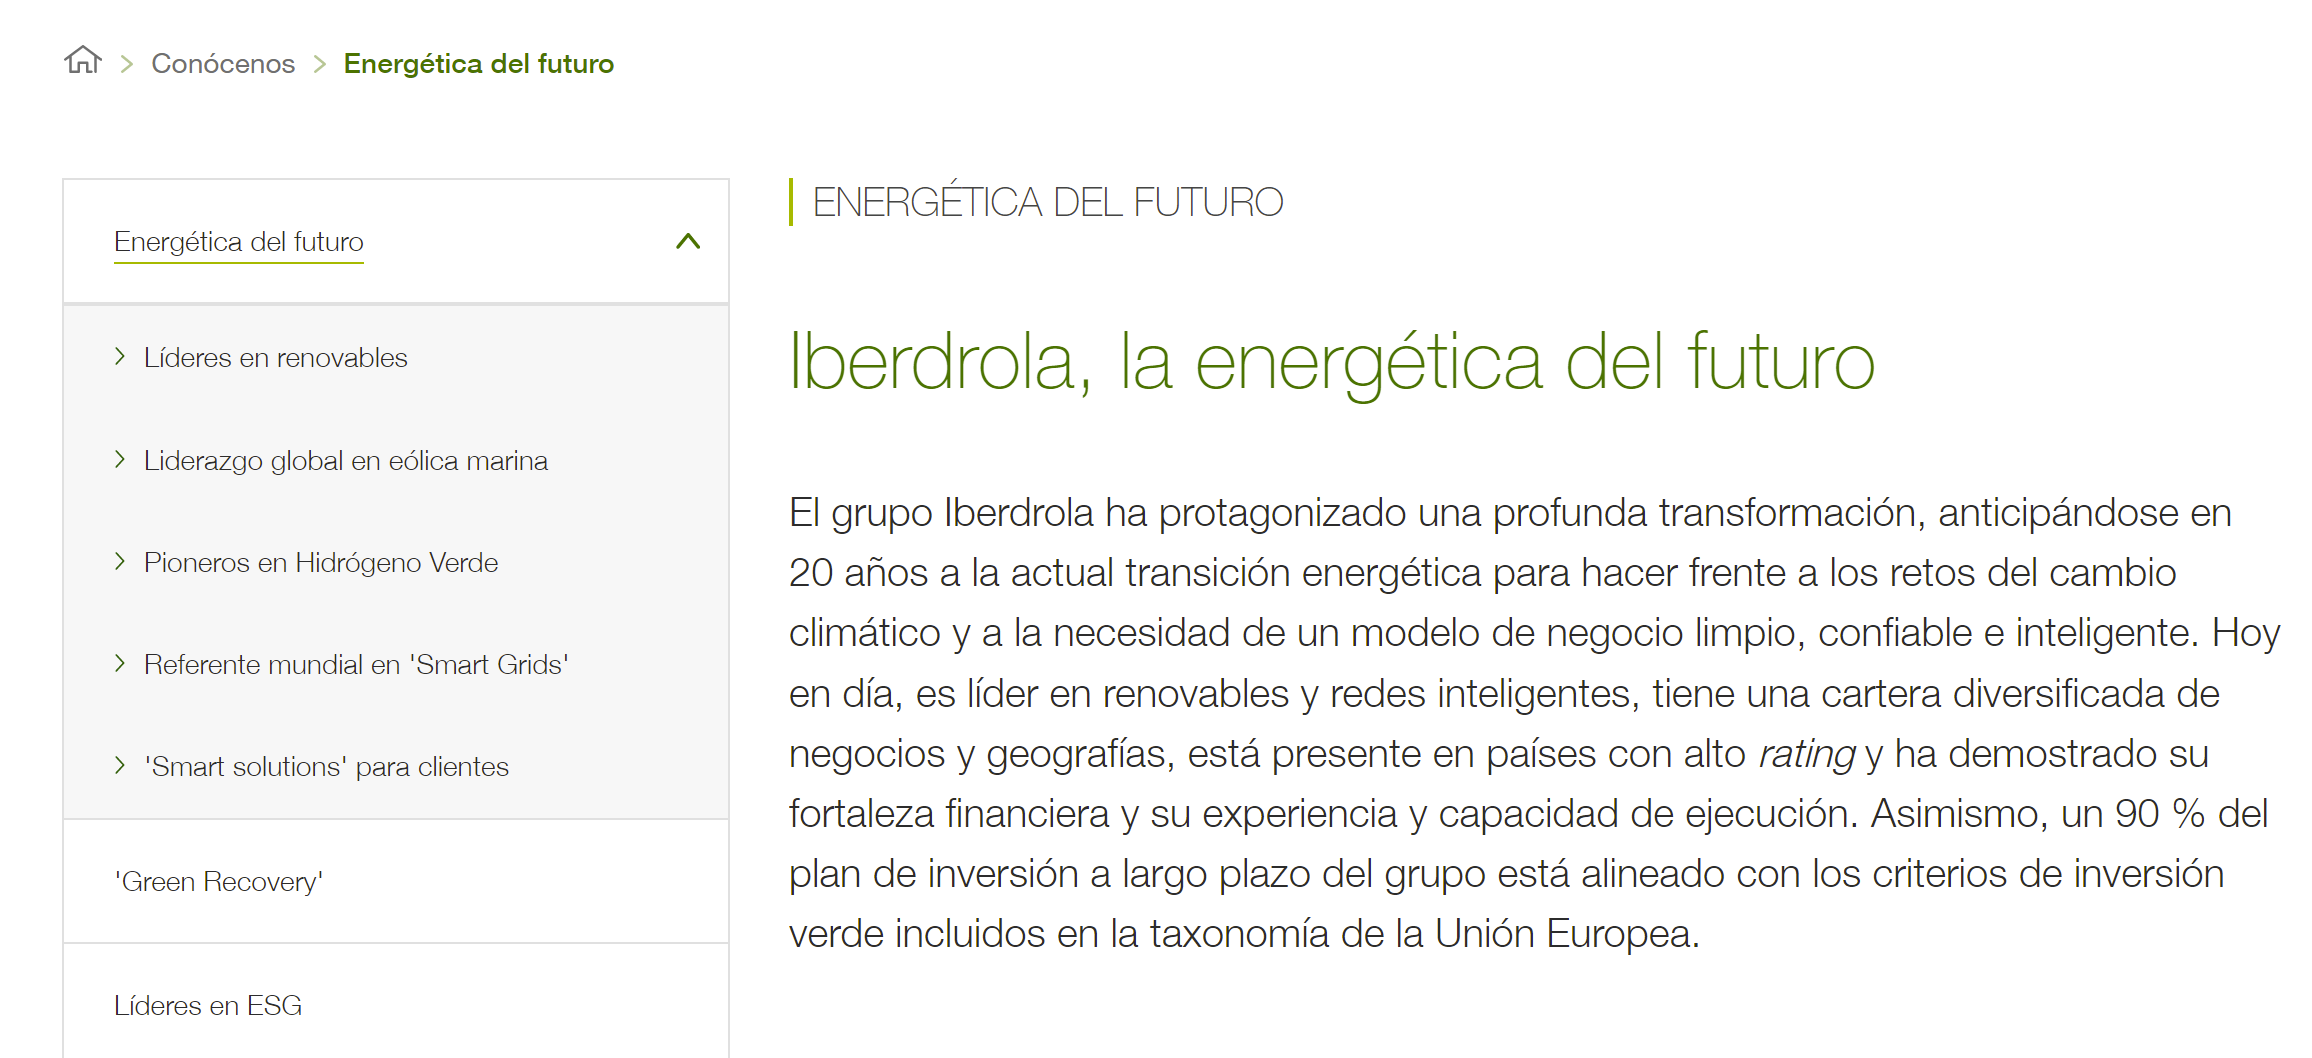 Conócenos > Energética del futuro
Energética del futuro
Líderes en renovables
Liderazgo global en eólica marina
Pioneros en Hidrógeno Verde
Referente mundial en 'Smart Grids'
'Smart solutions' para clientes
'Green Recovery'
Líderes en ESG
ENERGÉTICA DEL FUTURO
Iberdrola, la energética del futuro
El grupo Iberdrola ha protagonizado una profunda transformación, anticipándose en
20 años a la actual transición energética para hacer frente a los retos del cambio
climático y a la necesidad de un modelo de negocio limpio, confiable e inteligente. Hoy
en día, es líder en renovables y redes inteligentes, tiene una cartera diversificada de
negocios y geografías, está presente en países con alto rating y ha demostrado su
fortaleza financiera y su experiencia y capacidad de ejecución. Asimismo, un 90 % del
plan de inversión a largo plazo del grupo está alineado con los criterios de inversión
verde incluidos en la taxonomía de la Unión Europea.